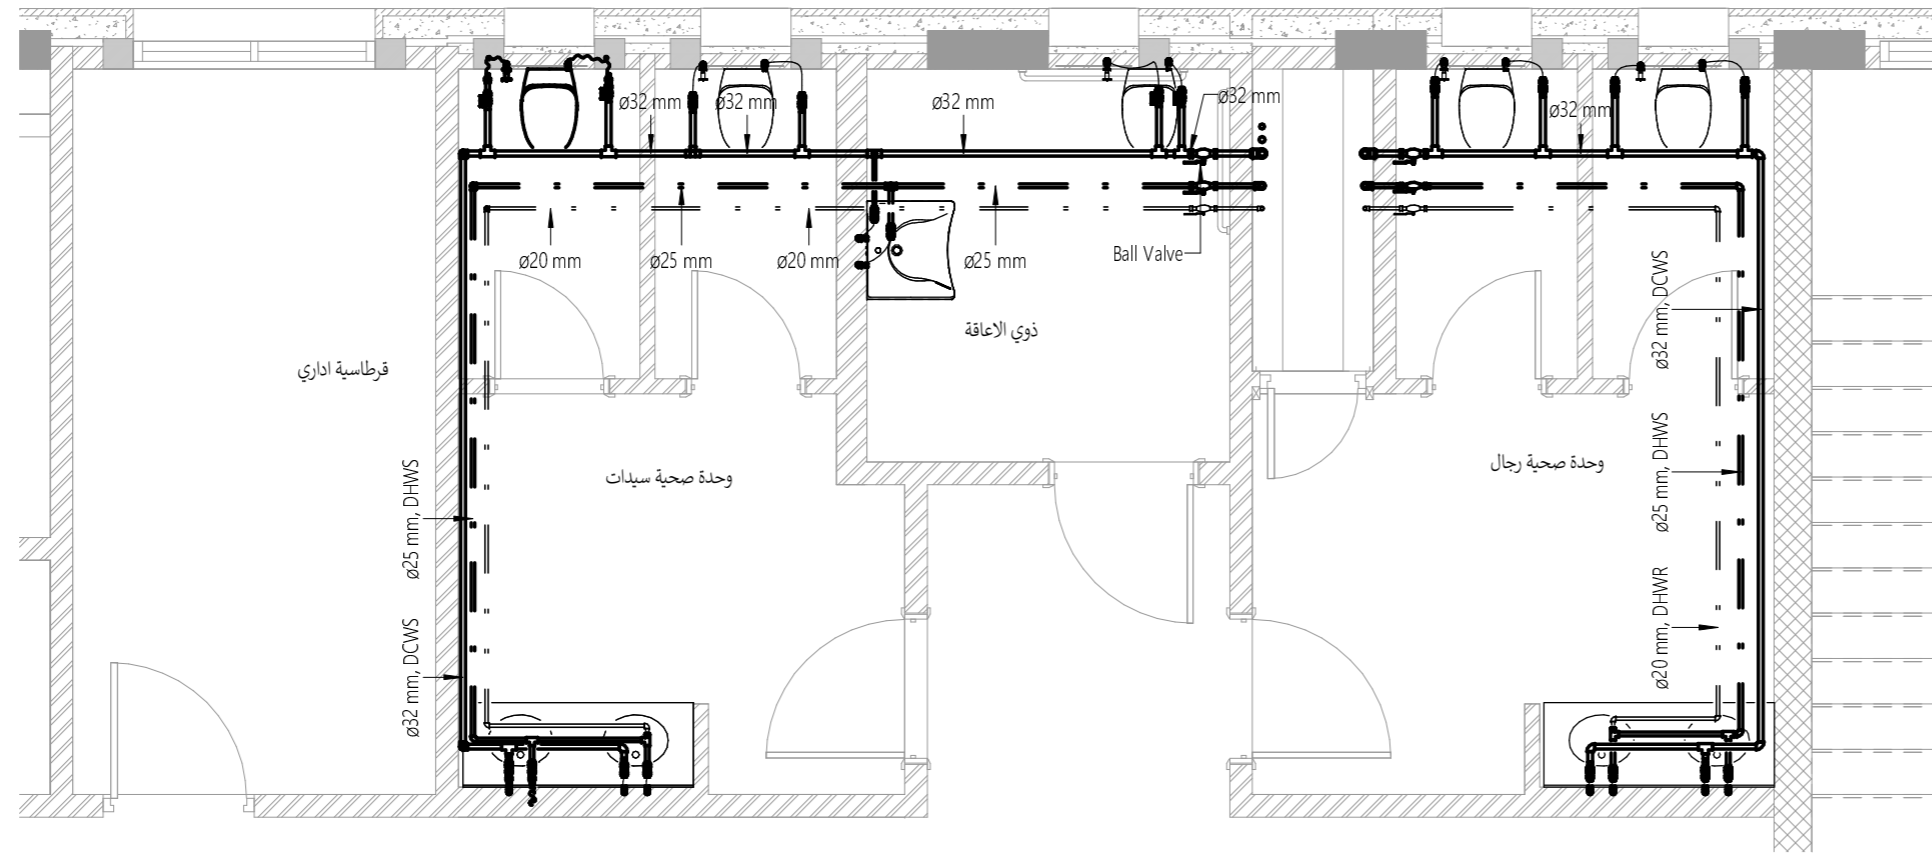 ø32 mm
ø32 mm
ø32 mm
ø32 mm
ø32 mm
ø20 mm
ø25 mm
ø20 mm
ø25 mm
Ball Valve
ø32 mm, DCWS
ذوي الاعاقة
قرطاسية اداري
وحدة صحية سيدات
وحدة صحية رجال
ø25 mm, DHWS
ø25 mm, DHWS
ø32 mm, DCWS
ø20 mm, DHWR